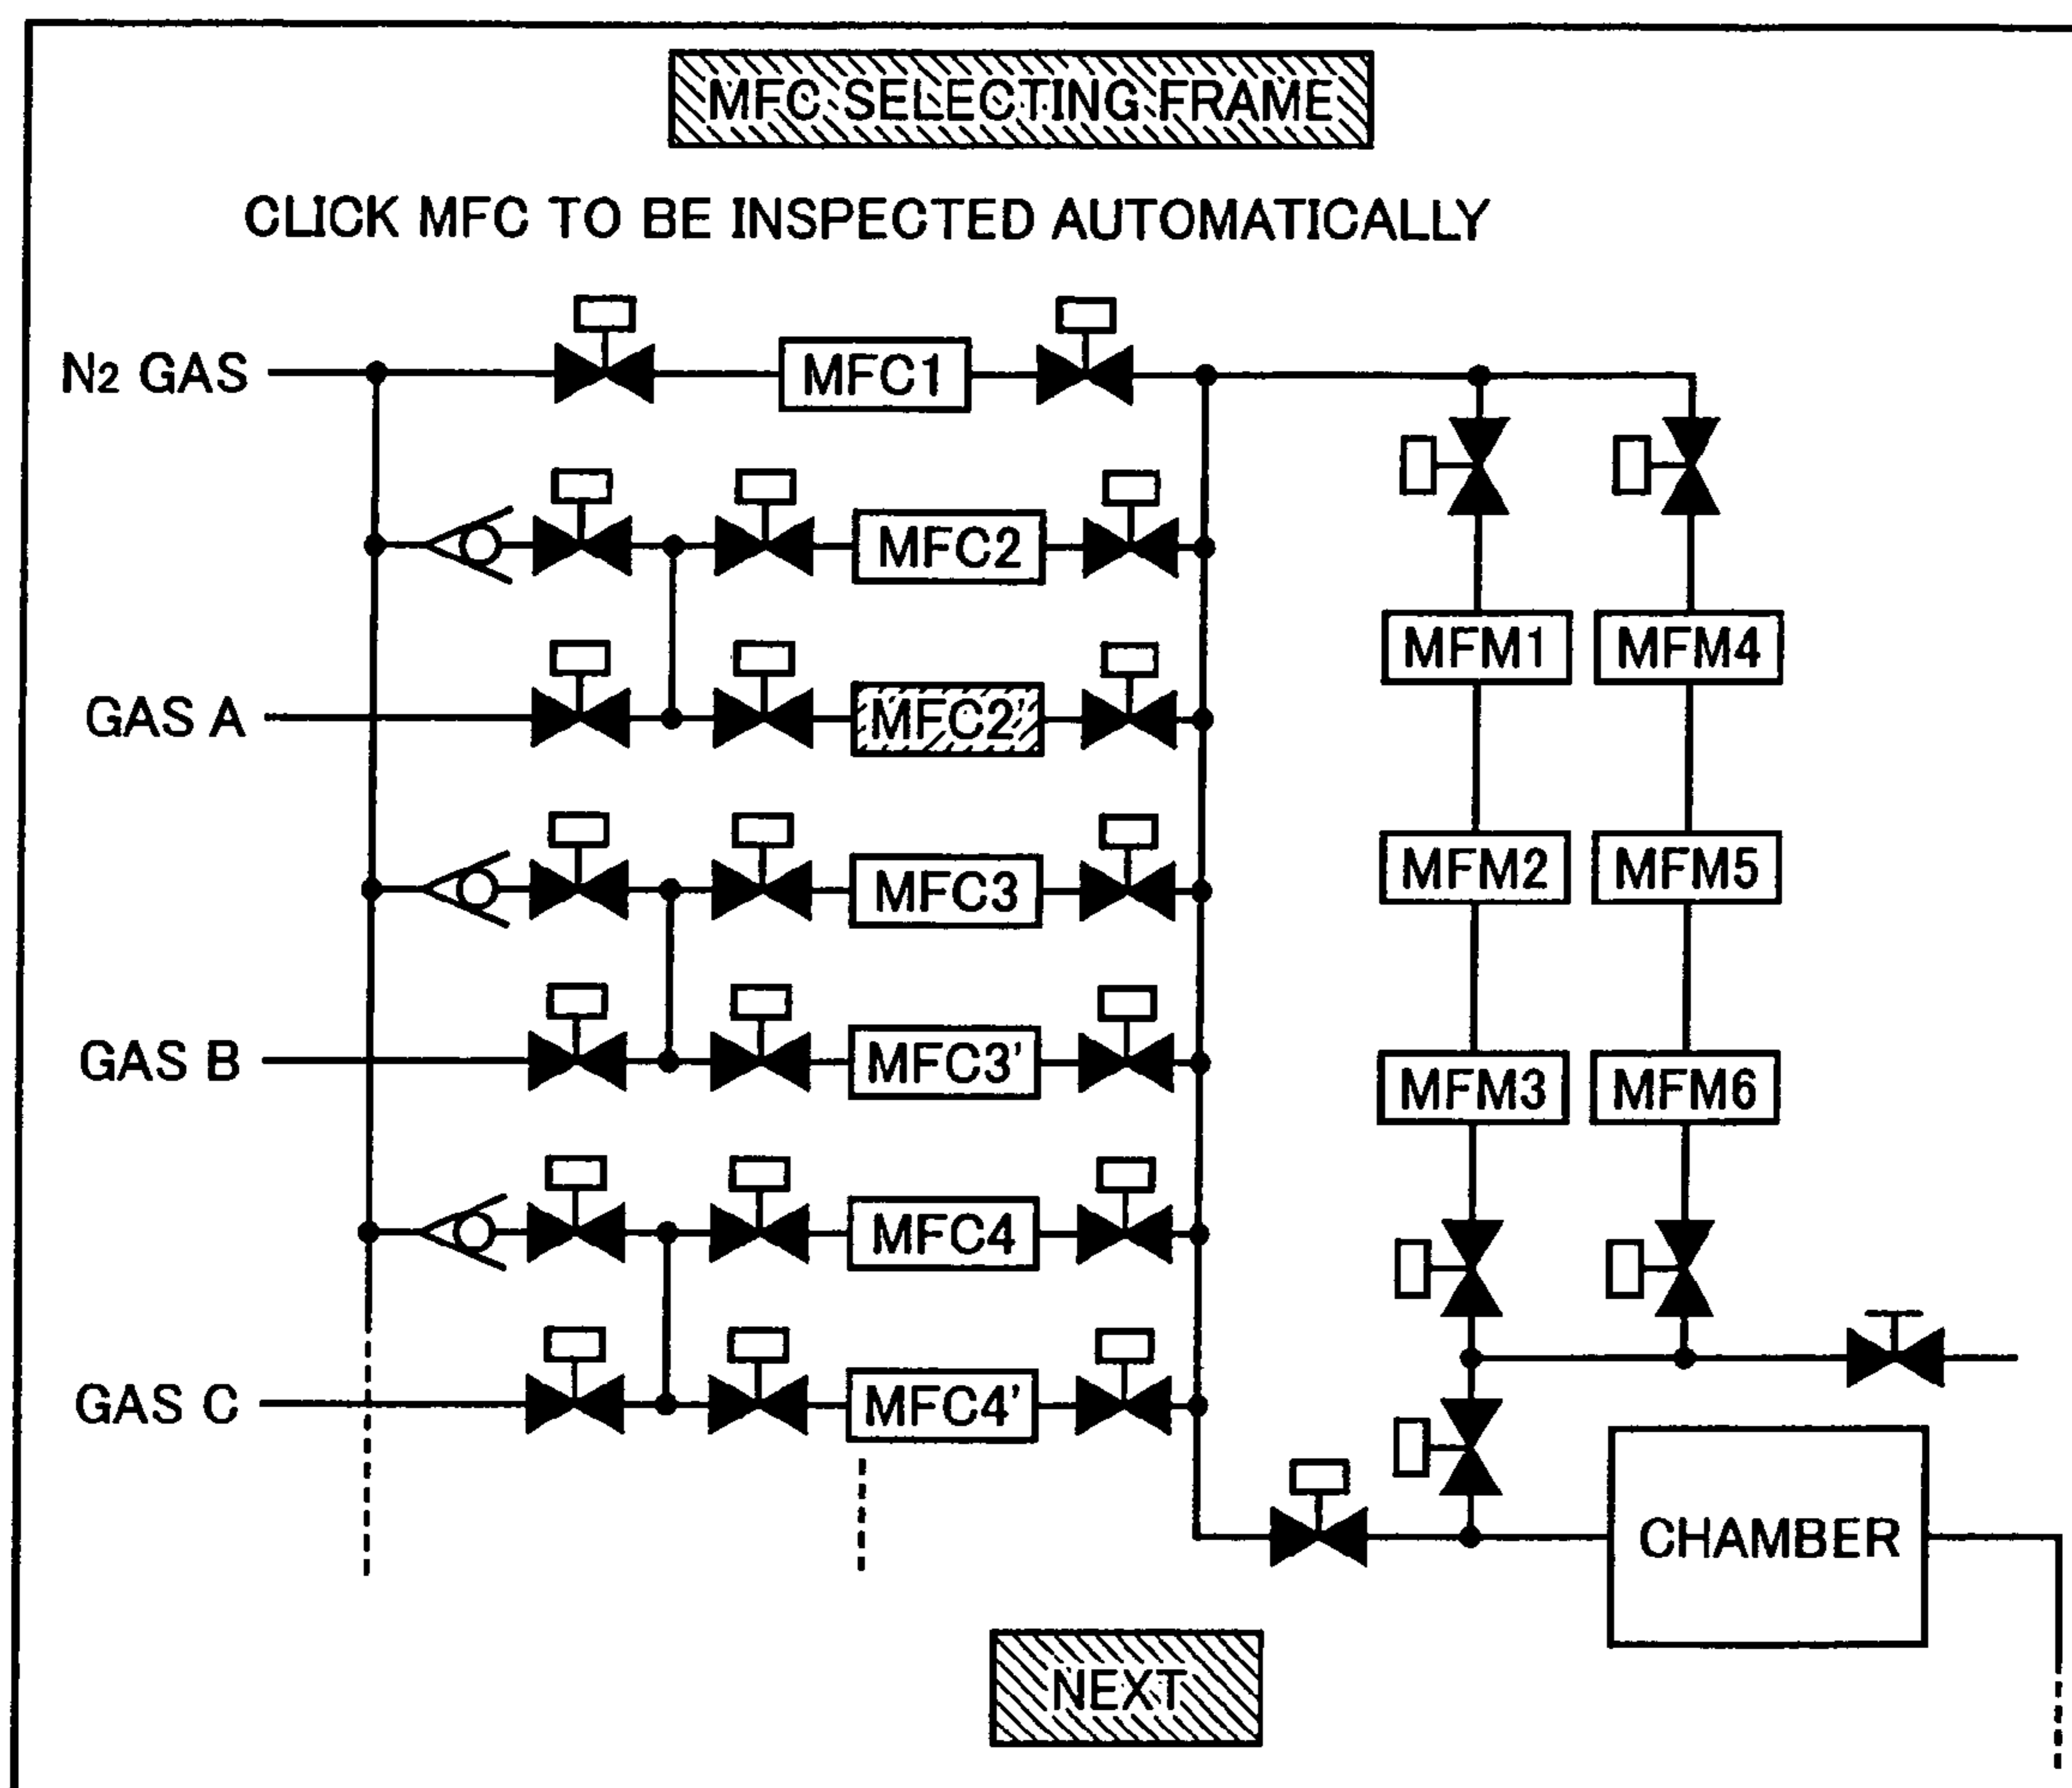 MFC SELECTING FRAME
CLICK MFC TO BE INSPECTED AUTOMATICALLY
N2 GAS
MFC1
MFC2
MFM1
MFM4
GAS A
MFC2'
MFC3
MFM2
MFM5
GAS B
MFC3'
MFM3
MFM6
MFC4
GAS C
MFC4'
CHAMBER
NEXT